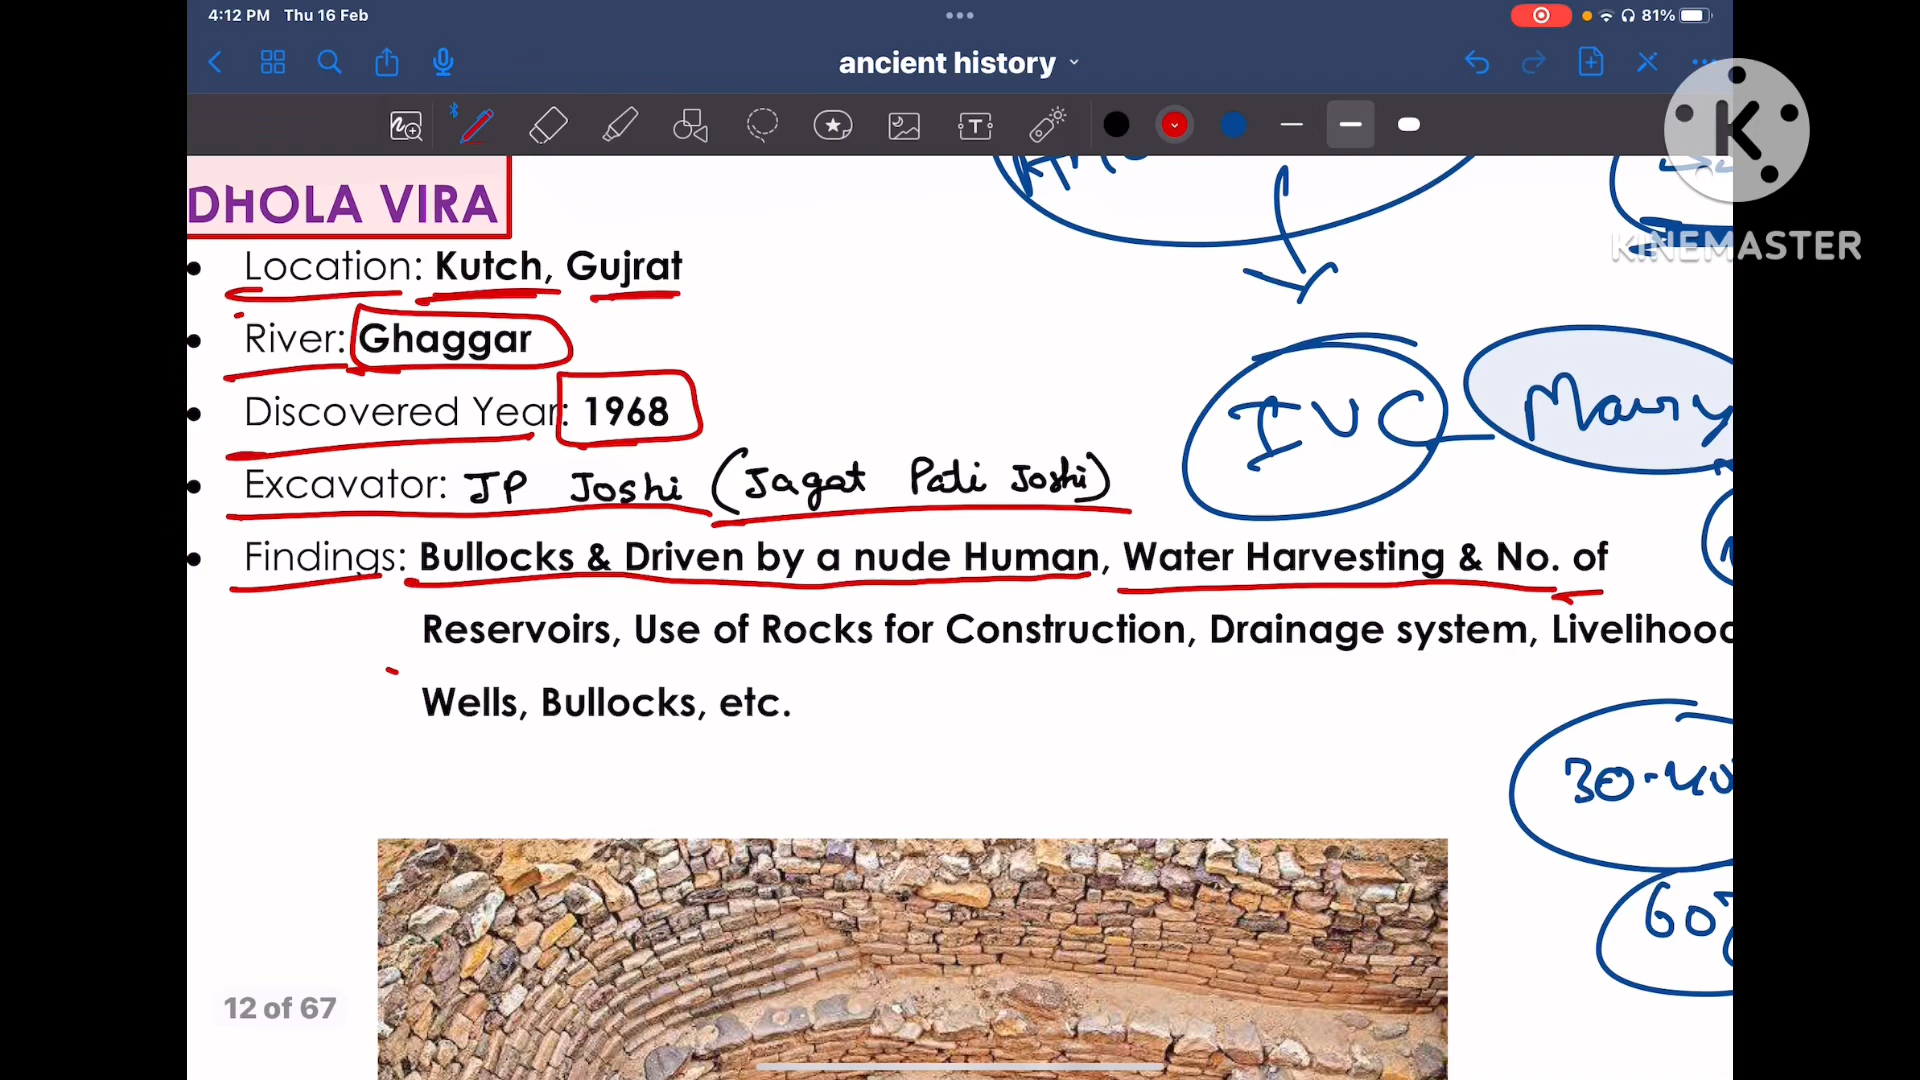 4:12 PM Thu 16 Feb
81%
ancient history
K
KINEMASTER
DHOLA VIRA
• Location: Kutch, Gujrat
• River: Ghaggar
• Discovered Year: 1968
• Excavator: JP Joshi (Jagat Pati Joshi)
IVC
• Findings: Bullocks & Driven by a nude Human, Water Harvesting & No. of
Reservoirs, Use of Rocks for Construction, Drainage system, Livelihood
Wells, Bullocks, etc.
30-40
60%
12 of 67